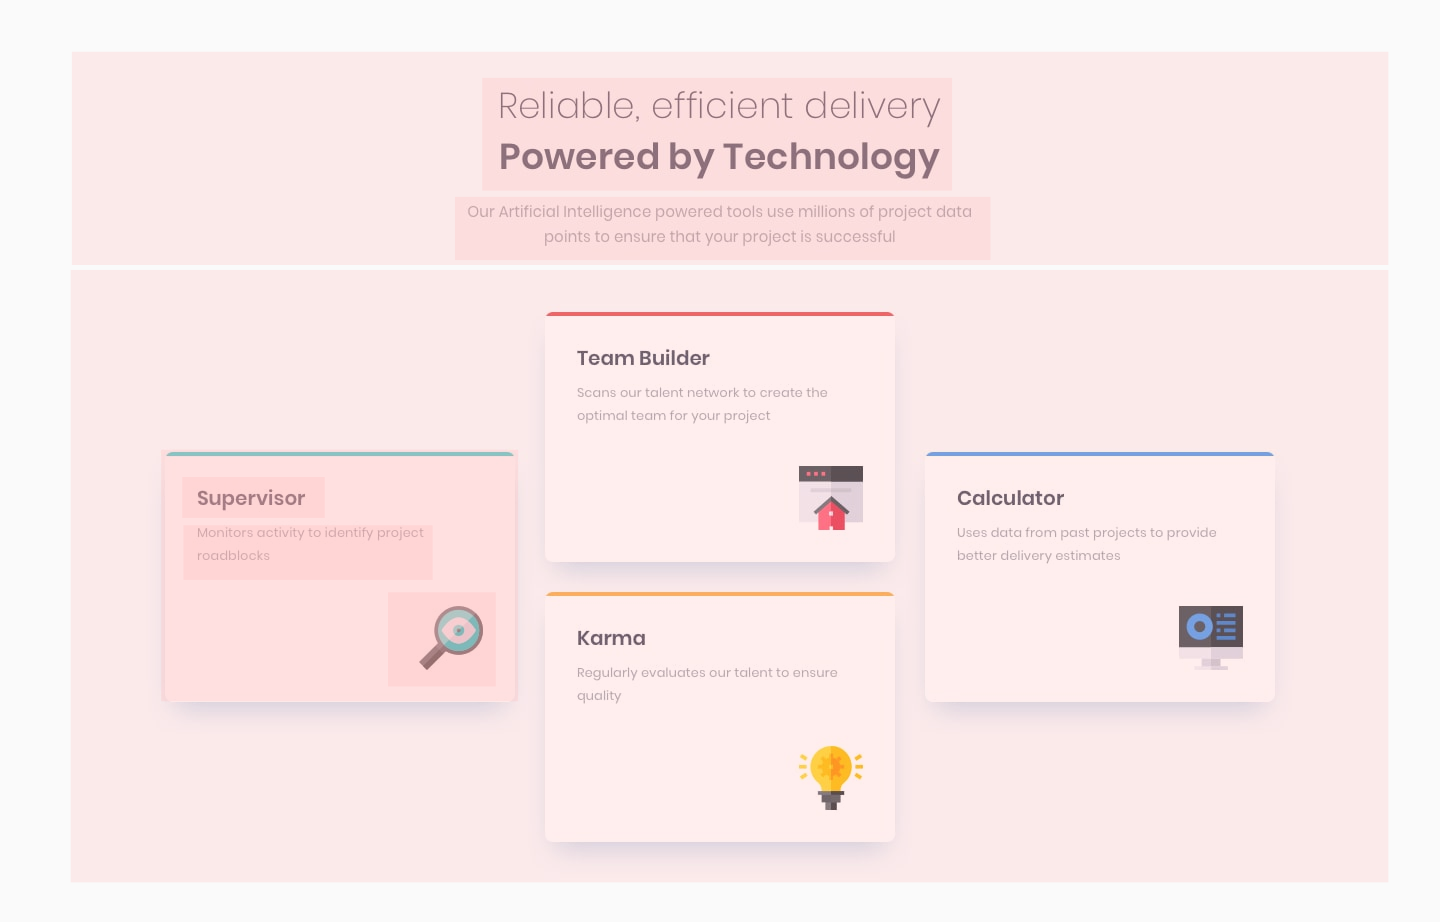 Reliable, efficient delivery
Powered by Technology
Our Artificial Intelligence powered tools use millions of project data
points to ensure that your project is successful
Team Builder
Scans our talent network to create the
optimal team for your project
Supervisor
Monitors activity to identify project
roadblocks
Calculator
Uses data from past projects to provide
better delivery estimates
Karma
Regularly evaluates our talent to ensure
quality